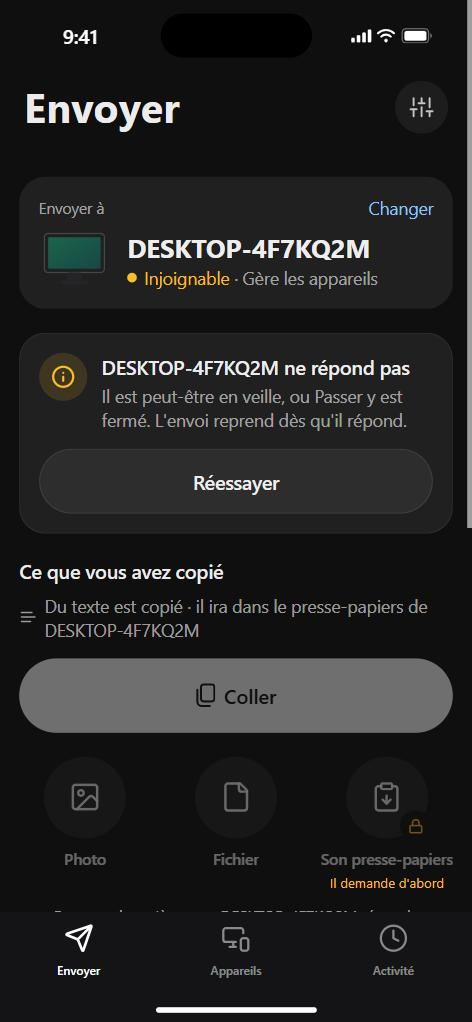 9:41
Envoyer
Envoyer à
Changer
DESKTOP-4F7KQ2M
Injoignable · Gère les appareils
DESKTOP-4F7KQ2M ne répond pas
Il est peut-être en veille, ou Passer y est
fermé. L'envoi reprend dès qu'il répond.
Réessayer
Ce que vous avez copié
Du texte est copié · il ira dans le presse-papiers de
DESKTOP-4F7KQ2M
Coller
Photo
Fichier
Son presse-papiers
Il demande d'abord
Envoyer
Appareils
Activité